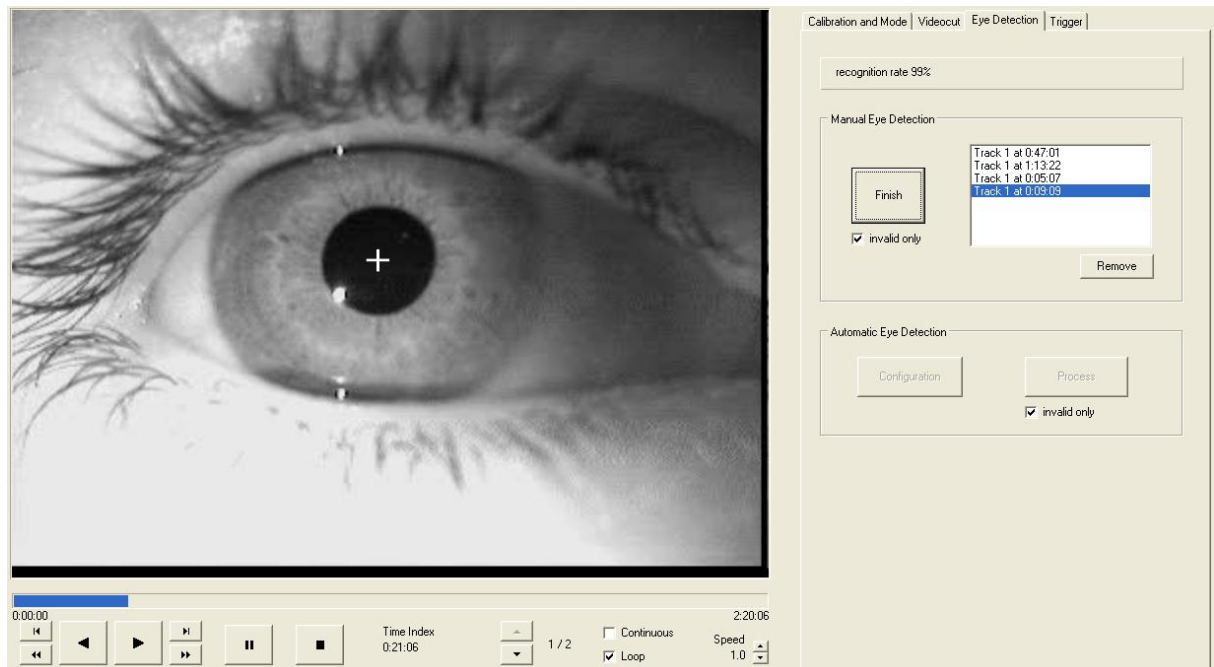 Calibration and Mode Videocut Eye Detection Trigger
recognition rate 99%
Manual Eye Detection
Track 1 at 0:47:01
Track 1 at 1:13:22
Track 1 at 0:05:07
Track 1 at 0:09:09
Finish
invalid only
Remove
Automatic Eye Detection
Configuration Process
invalid only
0:00:00 2:20:06
Time Index
0:21:06
1 / 2
Continuous
Loop
Speed
1.0